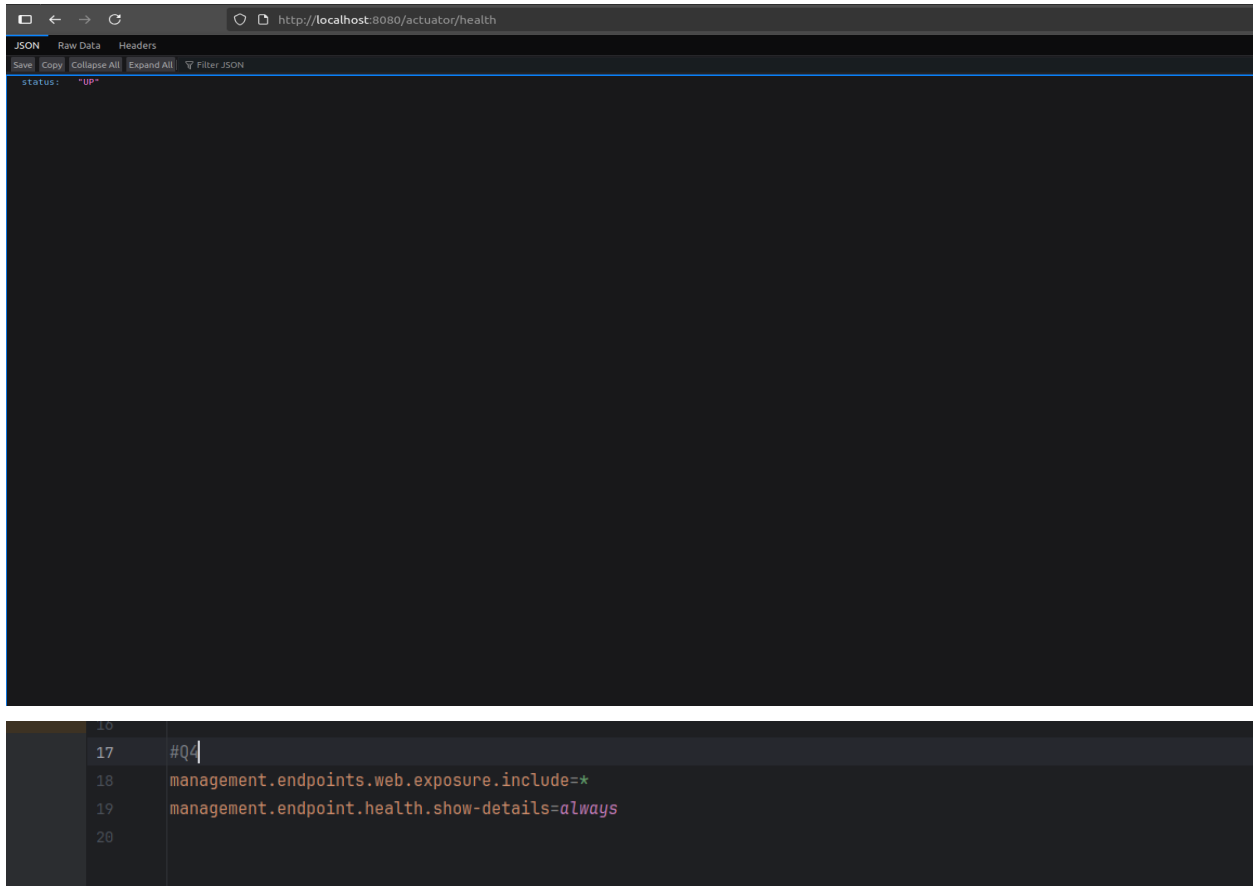 http://localhost:8080/actuator/health
JSON Raw Data Headers
Save Copy Collapse All Expand All Filter JSON
status: "UP"
16
17 #Q4
18 management.endpoints.web.exposure.include=*
19 management.endpoint.health.show-details=always
20